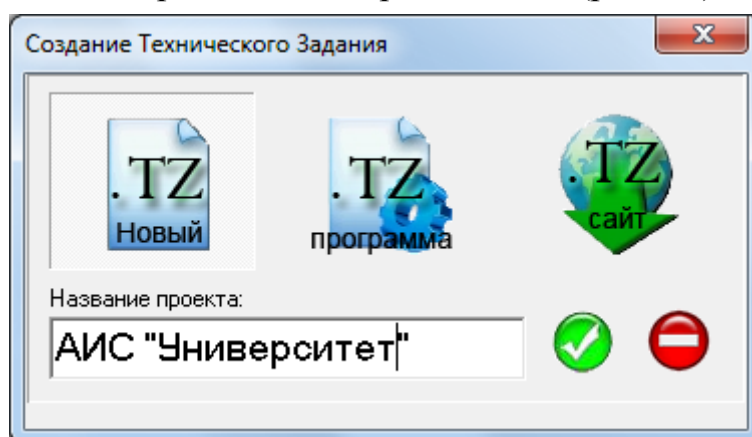 Создание Технического Задания
.TZ .TZ .TZ
Новый программа сайт
Название проекта:
АИС "Университет"